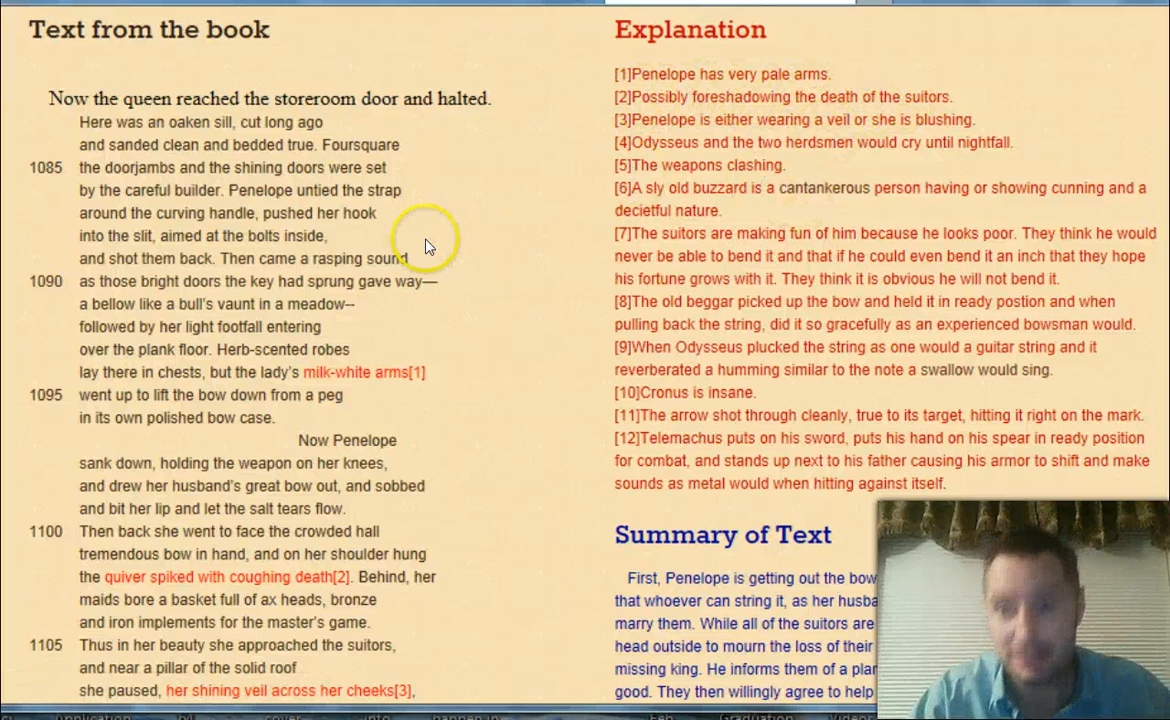 Text from the book
Now the queen reached the storeroom door and halted.
Here was an oaken sill, cut long ago
and sanded clean and bedded true. Foursquare
1085 the doorjambs and the shining doors were set
by the careful builder. Penelope untied the strap
around the curving handle, pushed her hook
into the slit, aimed at the bolts inside,
and shot them back. Then came a rasping sound
1090 as those bright doors the key had sprung gave way—
a bellow like a bull's vaunt in a meadow--
followed by her light footfall entering
over the plank floor. Herb-scented robes
lay there in chests, but the lady's milk-white arms[1]
1095 went up to lift the bow down from a peg
in its own polished bow case.
Now Penelope
sank down, holding the weapon on her knees,
and drew her husband's great bow out, and sobbed
and bit her lip and let the salt tears flow.
1100 Then back she went to face the crowded hall
tremendous bow in hand, and on her shoulder hung
the quiver spiked with coughing death[2]. Behind, her
maids bore a basket full of ax heads, bronze
and iron implements for the master's game.
1105 Thus in her beauty she approached the suitors,
and near a pillar of the solid roof
she paused, her shining veil across her cheeks[3],
Explanation
[1]Penelope has very pale arms.
[2]Possibly foreshadowing the death of the suitors.
[3]Penelope is either wearing a veil or she is blushing.
[4]Odysseus and the two herdsmen would cry until nightfall.
[5]The weapons clashing.
[6]A sly old buzzard is a cantankerous person having or showing cunning and a
decietful nature.
[7]The suitors are making fun of him because he looks poor. They think he would
never be able to bend it and that if he could even bend it an inch that they hope
his fortune grows with it. They think it is obvious he will not bend it.
[8]The old beggar picked up the bow and held it in ready postion and when
pulling back the string, did it so gracefully as an experienced bowsman would.
[9]When Odysseus plucked the string as one would a guitar string and it
reverberated a humming similar to the note a swallow would sing.
[10]Cronus is insane.
[11]The arrow shot through cleanly, true to its target, hitting it right on the mark.
[12]Telemachus puts on his sword, puts his hand on his spear in ready position
for combat, and stands up next to his father causing his armor to shift and make
sounds as metal would when hitting against itself.
Summary of Text
First, Penelope is getting out the bow
that whoever can string it, as her husba
marry them. While all of the suitors are
head outside to mourn the loss of their
missing king. He informs them of a plar
good. They then willingly agree to help